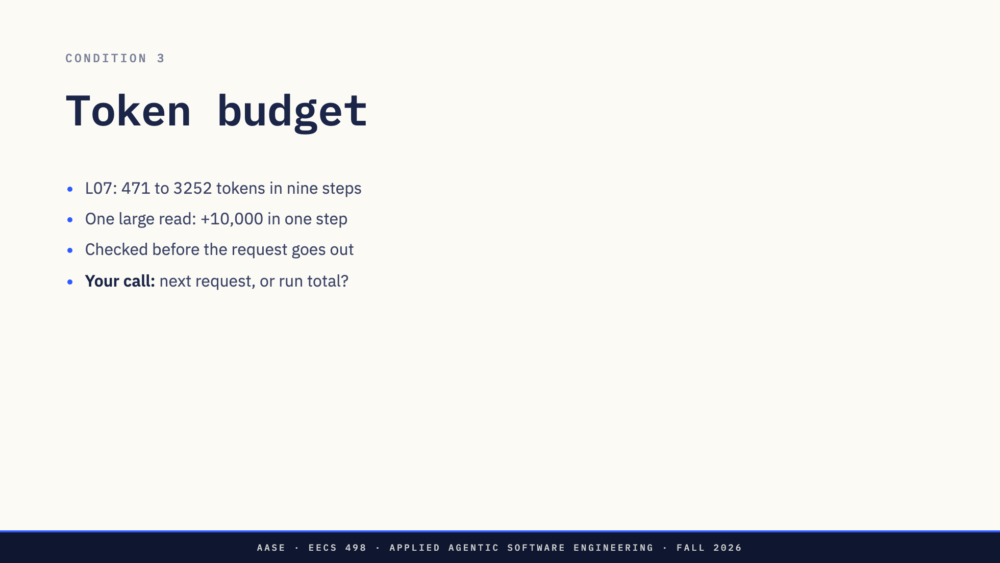 CONDITION 3
Token budget
• L07: 471 to 3252 tokens in nine steps
• One large read: +10,000 in one step
• Checked before the request goes out
• Your call: next request, or run total?
AASE · EECS 498 · APPLIED AGENTIC SOFTWARE ENGINEERING · FALL 2026